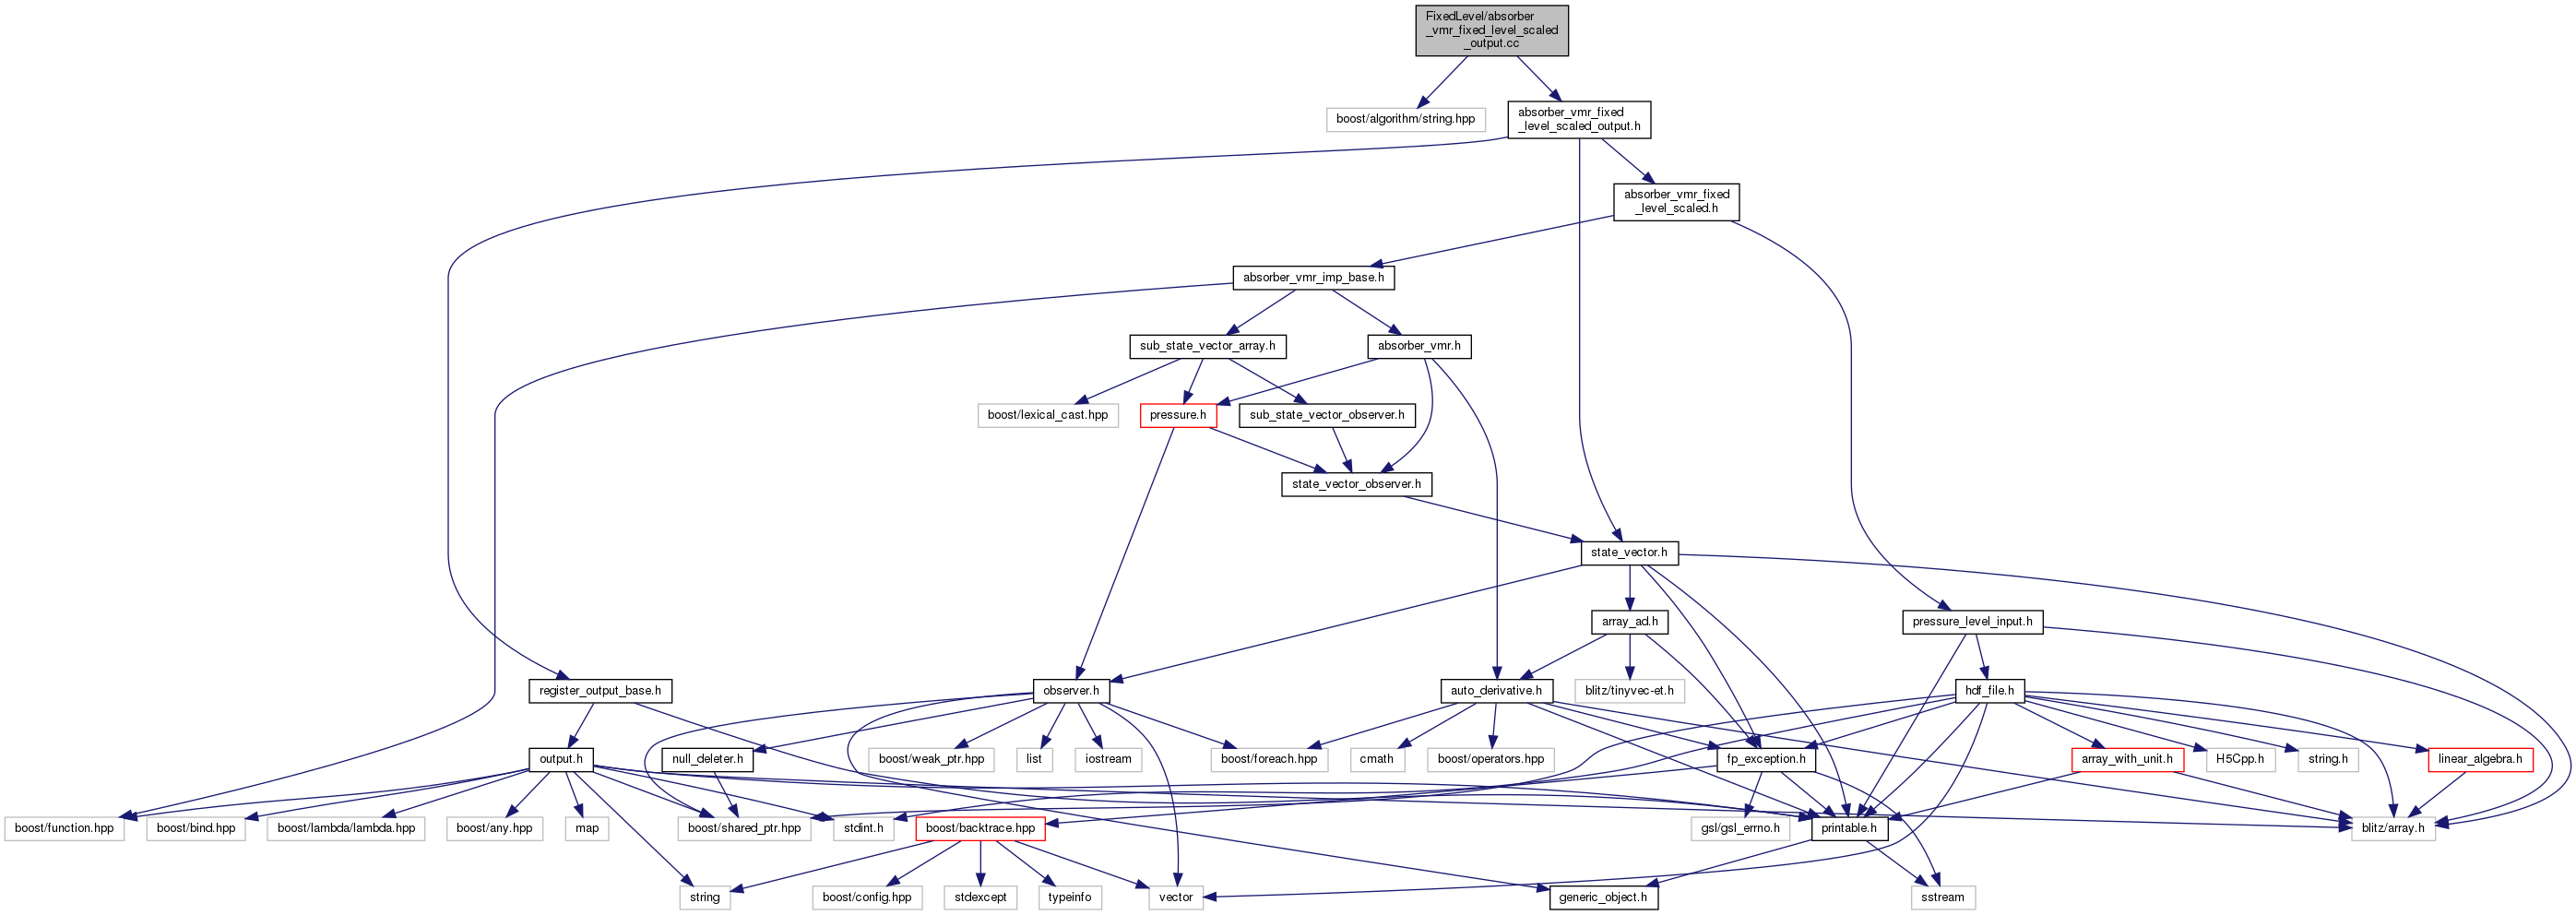 FixedLevel/absorber
_vmr_fixed_level_scaled
_output.cc
boost/algorithm/string.hpp
absorber_vmr_fixed
_level_scaled_output.h
absorber_vmr_fixed
_level_scaled.h
absorber_vmr_imp_base.h
sub_state_vector_array.h
absorber_vmr.h
boost/lexical_cast.hpp
pressure.h
sub_state_vector_observer.h
state_vector_observer.h
state_vector.h
array_ad.h
pressure_level_input.h
register_output_base.h
observer.h
auto_derivative.h
blitz/tinyvec-et.h
hdf_file.h
output.h
null_deleter.h
boost/weak_ptr.hpp
list
iostream
boost/foreach.hpp
cmath
boost/operators.hpp
fp_exception.h
array_with_unit.h
H5Cpp.h
string.h
linear_algebra.h
boost/function.hpp
boost/bind.hpp
boost/lambda/lambda.hpp
boost/any.hpp
map
boost/shared_ptr.hpp
stdint.h
boost/backtrace.hpp
gsl/gsl_errno.h
printable.h
blitz/array.h
string
boost/config.hpp
stdexcept
typeinfo
vector
generic_object.h
sstream